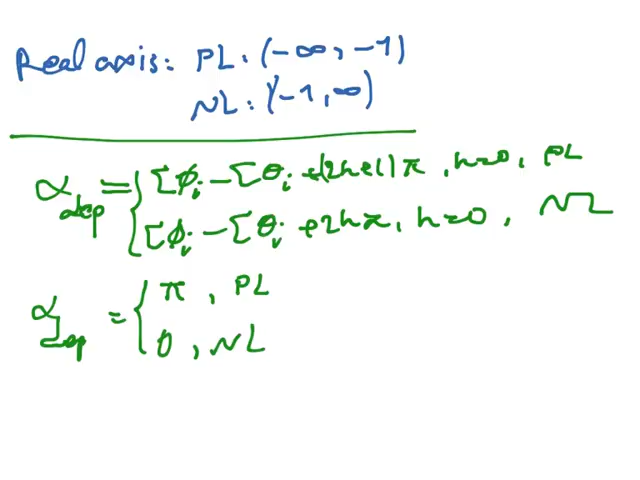 Real axis: PL: (-∞, -1)
NL: (-1, ∞)
α_dep = { Σφ_i - Σθ_i + (2h+1)π, h=0, PL
Σφ_i - Σθ_i + 2hπ, h=0, NL
α_dep = { π, PL
0, NL